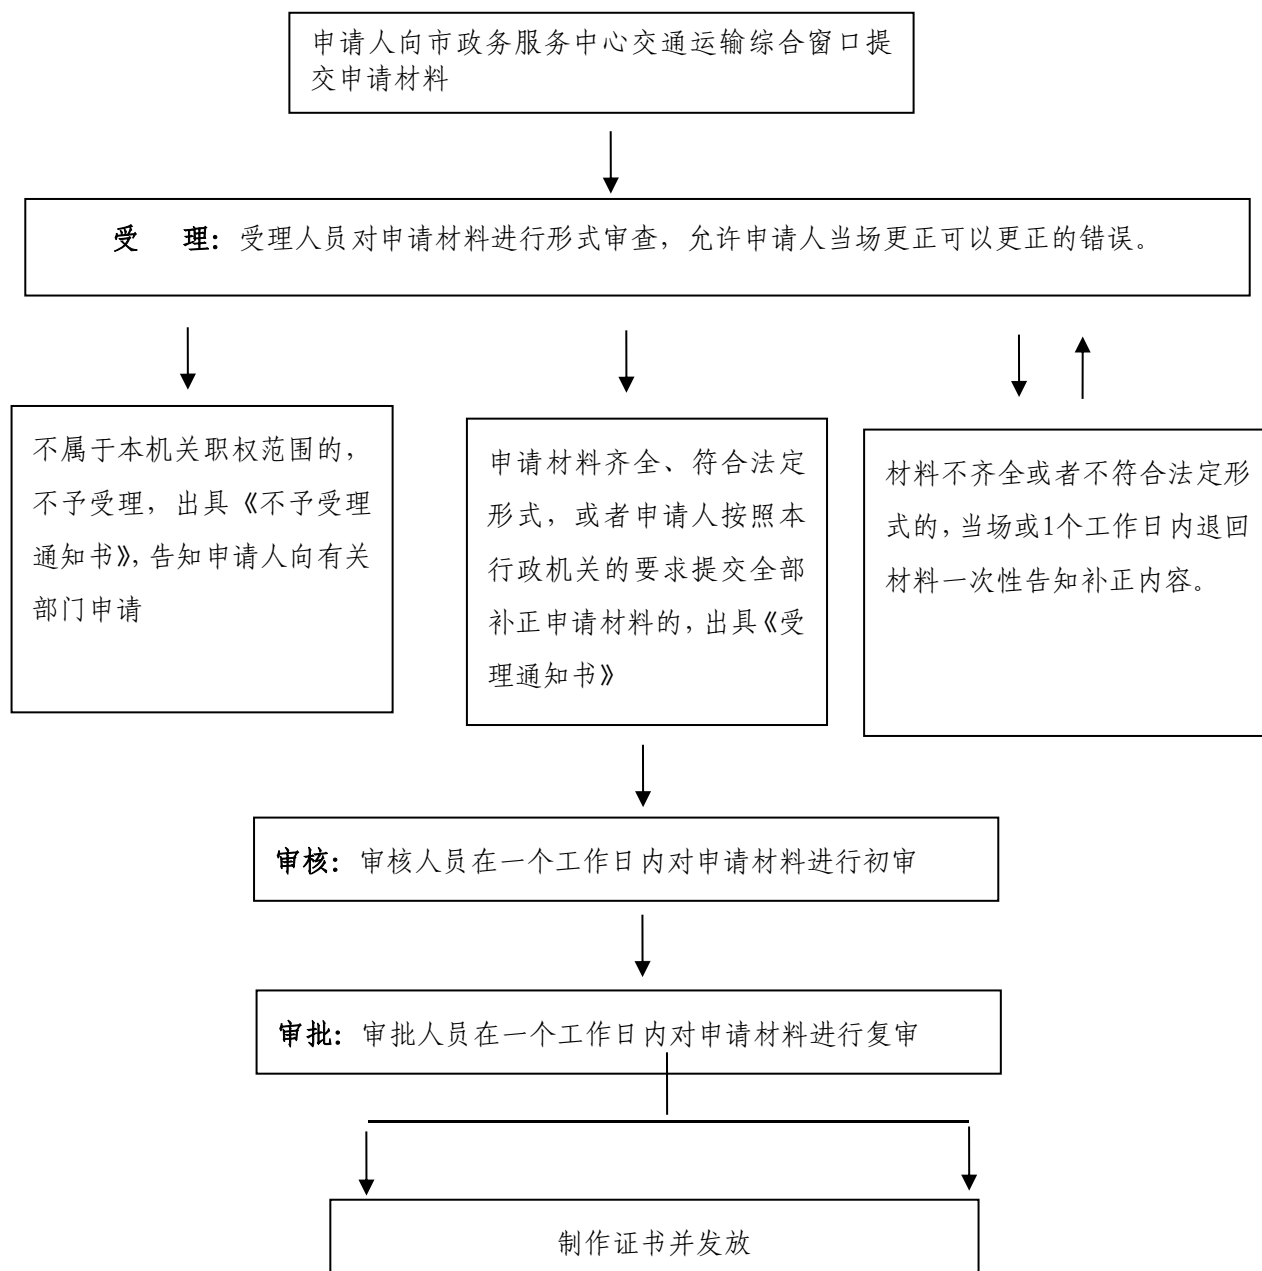 申请人向市政务服务中心交通运输综合窗口提
交申请材料
受 理：受理人员对申请材料进行形式审查，允许申请人当场更正可以更正的错误。
不属于本机关职权范围的，
不予受理，出具《不予受理
通知书》，告知申请人向有关
部门申请
申请材料齐全、符合法定
形式，或者申请人按照本
行政机关的要求提交全部
补正申请材料的，出具《受
理通知书》
材料不齐全或者不符合法定形
式的，当场或1个工作日内退回
材料一次性告知补正内容。
审核：审核人员在一个工作日内对申请材料进行初审
审批：审批人员在一个工作日内对申请材料进行复审
制作证书并发放